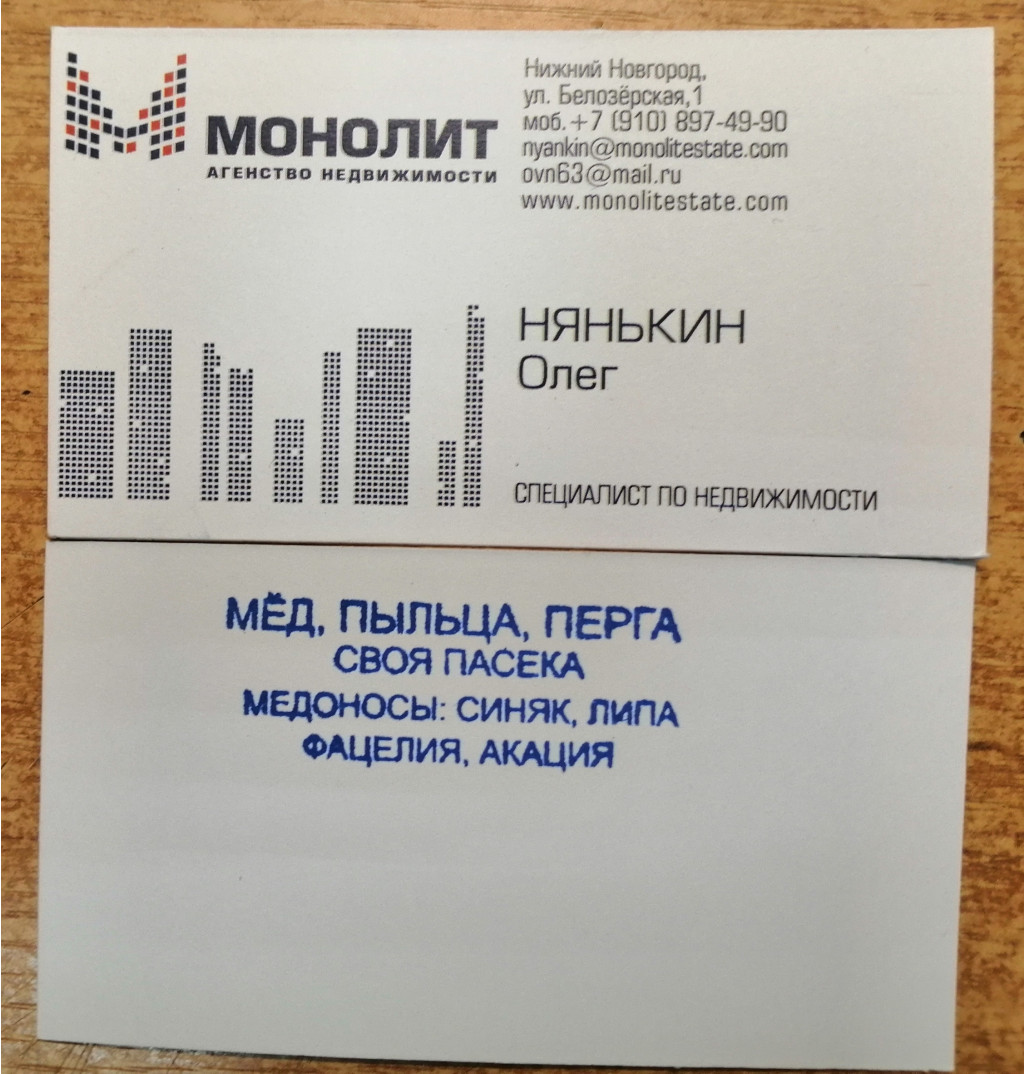 МОНОЛИТ
АГЕНСТВО НЕДВИЖИМОСТИ
Нижний Новгород,
ул. Белозёрская,1
моб.+7 (910) 897-49-90
nyankin@monolitestate.com
ovn63@mail.ru
www.monolitestate.com
НЯНЬКИН
Олег
СПЕЦИАЛИСТ ПО НЕДВИЖИМОСТИ
МЁД, ПЫЛЬЦА, ПЕРГА
СВОЯ ПАСЕКА
МЕДОНОСЫ: СИНЯК, ЛИПА
ФАЦЕЛИЯ, АКАЦИЯ